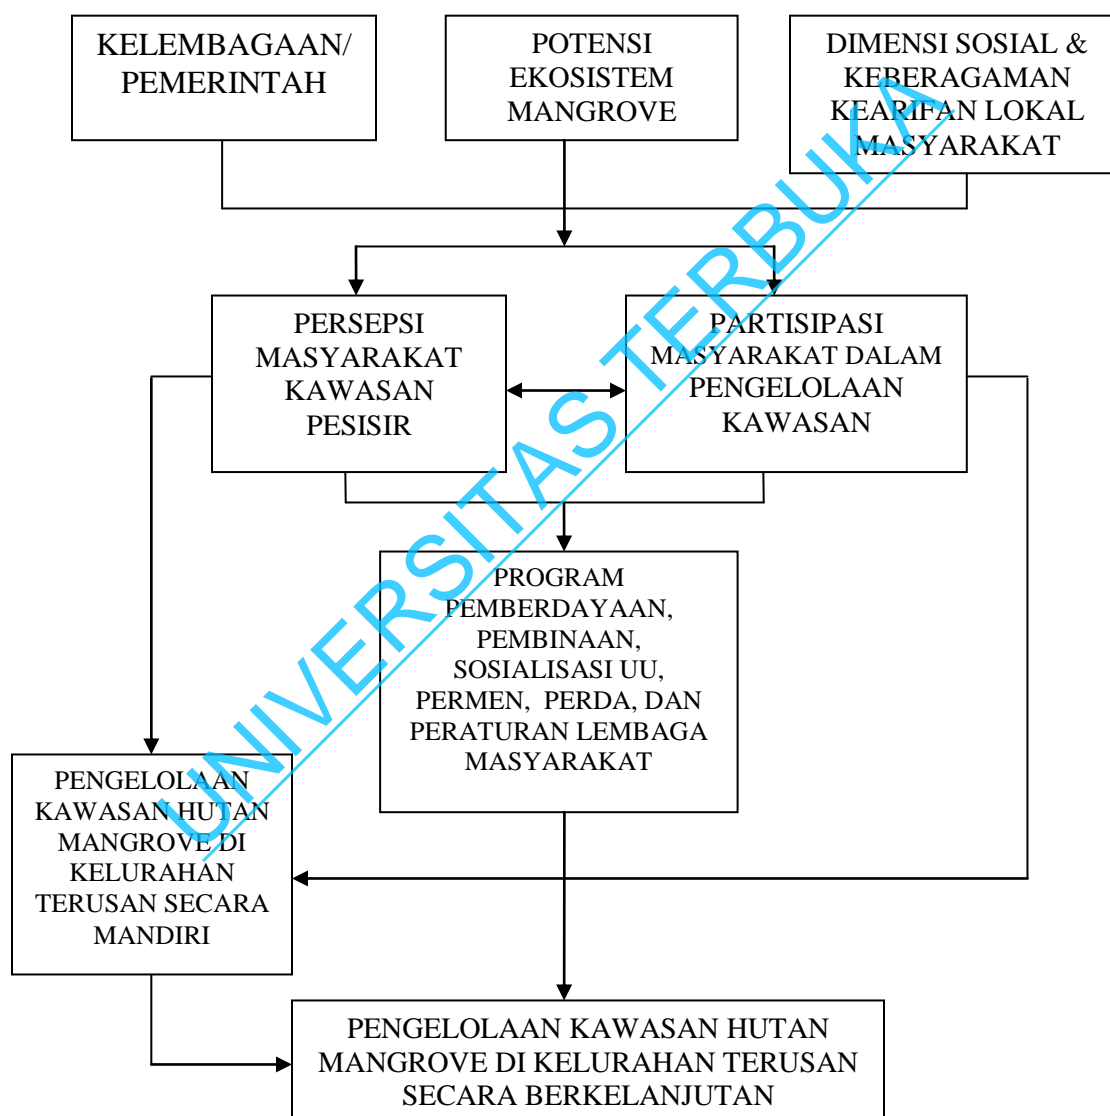 KELEMBAGAAN/
PEMERINTAH
POTENSI
EKOSISTEM
MANGROVE
DIMENSI SOSIAL &
KEBERAGAMAN
KEARIFAN LOKAL
MASYARAKAT
PERSEPSI
MASYARAKAT
KAWASAN
PESISIR
PARTISIPASI
MASYARAKAT DALAM
PENGELOLAAN
KAWASAN
PROGRAM
PEMBERDAYAAN,
PEMBINAAN,
SOSIALISASI UU,
PERMEN, PERDA, DAN
PERATURAN LEMBAGA
MASYARAKAT
PENGELOLAAN
KAWASAN HUTAN
MANGROVE DI
KELURAHAN
TERUSAN SECARA
MANDIRI
PENGELOLAAN KAWASAN HUTAN
MANGROVE DI KELURAHAN TERUSAN
SECARA BERKELANJUTAN
UNIVERSITAS TERBUKA